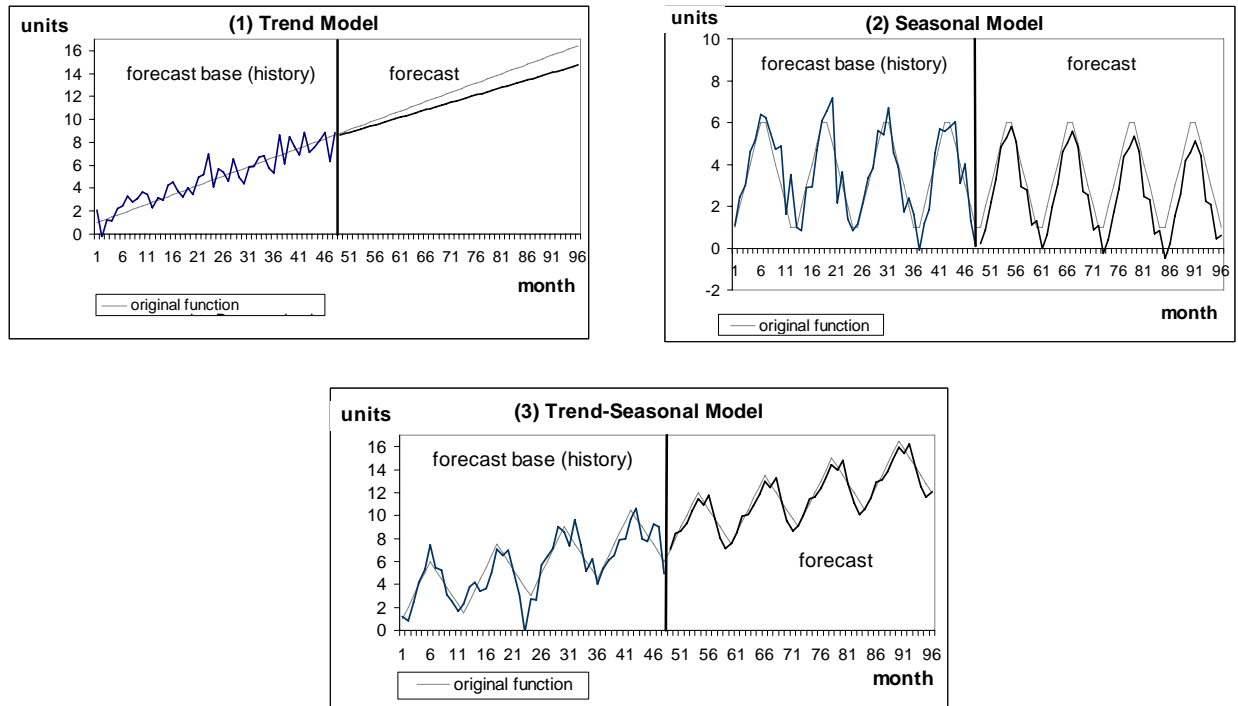 (1) Trend Model
units
16
14
12
10
8
6
4
2
0
forecast base (history)
forecast
1 6 11 16 21 26 31 36 41 46 51 56 61 66 71 76 81 86 91 96
month
original function
(2) Seasonal Model
units
10
8
6
4
2
0
-2
forecast base (history)
forecast
1 6 11 16 21 26 31 36 41 46 51 56 61 66 71 76 81 86 91 96
month
original function
(3) Trend-Seasonal Model
units
16
14
12
10
8
6
4
2
0
forecast base (history)
forecast
1 6 11 16 21 26 31 36 41 46 51 56 61 66 71 76 81 86 91 96
month
original function